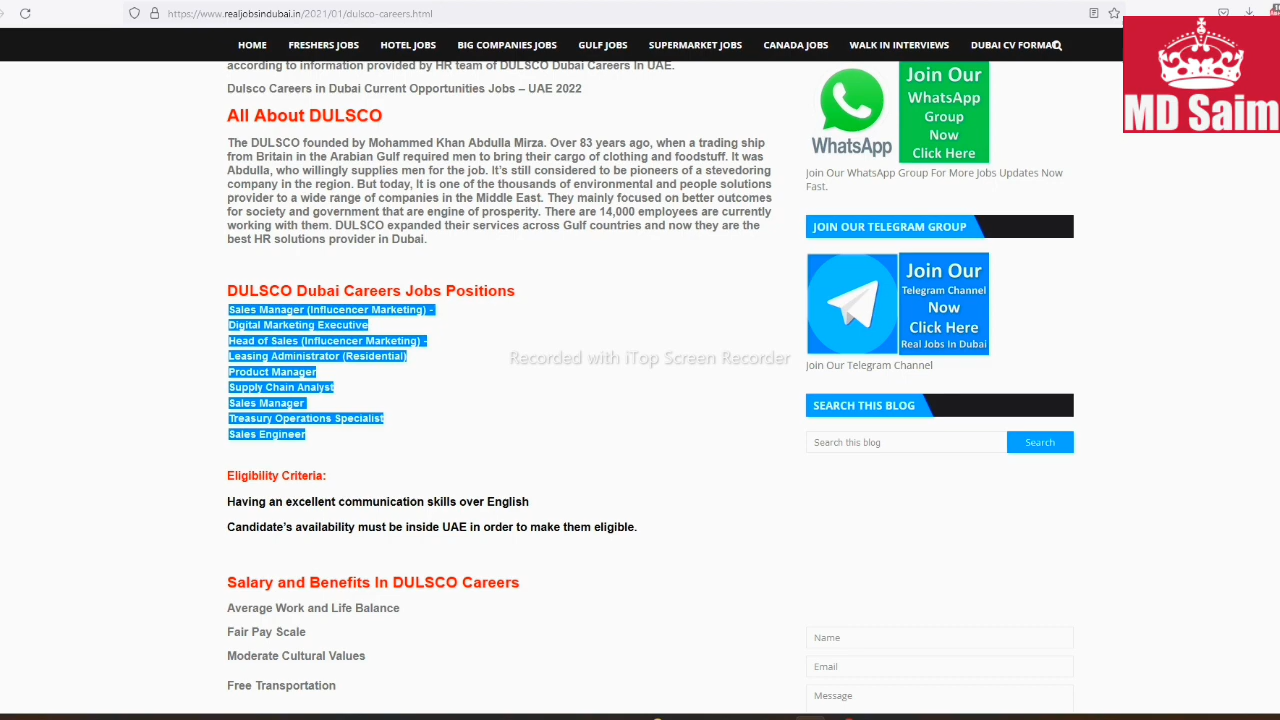 https://www.realjobsindubai.in/2021/01/dulsco-careers.html
HOME FRESHERS JOBS HOTEL JOBS BIG COMPANIES JOBS GULF JOBS SUPERMARKET JOBS CANADA JOBS WALK IN INTERVIEWS DUBAI CV FORMA
MD Saim
according to information provided by HR team of DULSCO Dubai Careers In UAE.
Dulsco Careers in Dubai Current Opportunities Jobs – UAE 2022
All About DULSCO
The DULSCO founded by Mohammed Khan Abdulla Mirza. Over 83 years ago, when a trading ship
from Britain in the Arabian Gulf required men to bring their cargo of clothing and foodstuff. It was
Abdulla, who willingly supplies men for the job. It's still considered to be pioneers of a stevedoring
company in the region. But today, It is one of the thousands of environmental and people solutions
provider to a wide range of companies in the Middle East. They mainly focused on better outcomes
for society and government that are engine of prosperity. There are 14,000 employees are currently
working with them. DULSCO expanded their services across Gulf countries and now they are the
best HR solutions provider in Dubai.
DULSCO Dubai Careers Jobs Positions
Sales Manager (Influcencer Marketing) -
Digital Marketing Executive
Head of Sales (Influcencer Marketing) -
Leasing Administrator (Residential)
Product Manager
Supply Chain Analyst
Sales Manager
Treasury Operations Specialist
Sales Engineer
Eligibility Criteria:
Having an excellent communication skills over English
Candidate's availability must be inside UAE in order to make them eligible.
Salary and Benefits In DULSCO Careers
Average Work and Life Balance
Fair Pay Scale
Moderate Cultural Values
Free Transportation
Recorded with iTop Screen Recorder
WhatsApp
Join Our
WhatsApp
Group
Now
Click Here
Join Our WhatsApp Group For More Jobs Updates Now
Fast.
JOIN OUR TELEGRAM GROUP
Join Our
Telegram Channel
Now
Click Here
Real Jobs In Dubai
Join Our Telegram Channel
SEARCH THIS BLOG
Search this blog
Search
Name
Email
Message